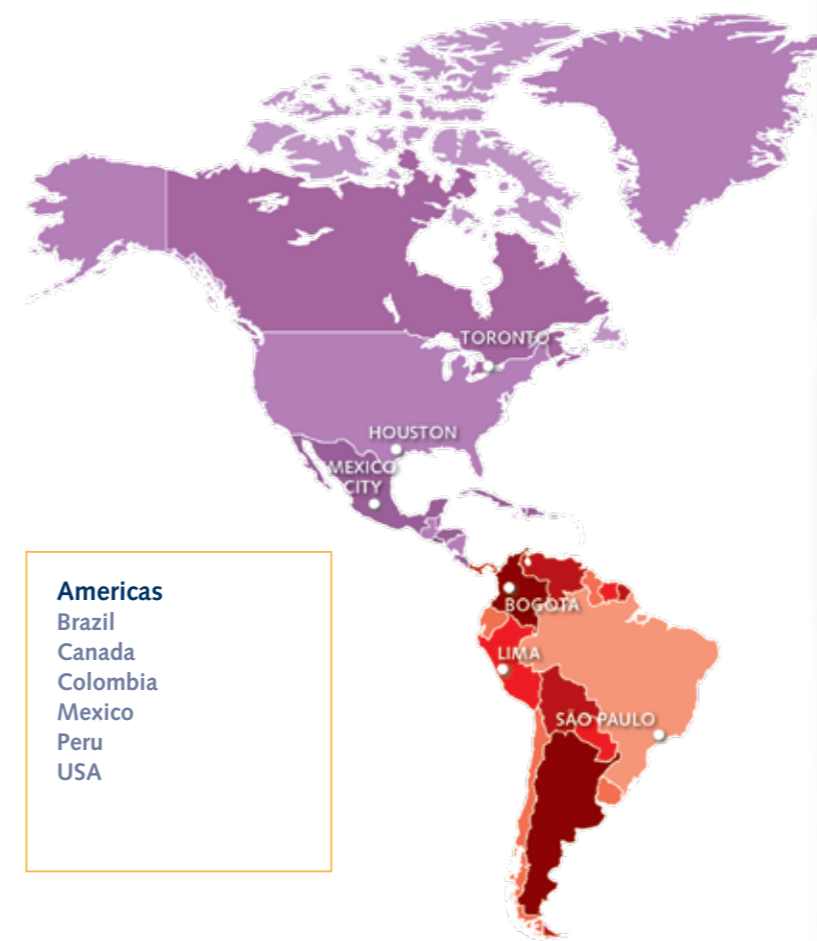 TORONTO
HOUSTON
MEXICO
CITY
Americas
Brazil
Canada
Colombia
Mexico
Peru
USA
BOGOTA
LIMA
SÃO PAULO